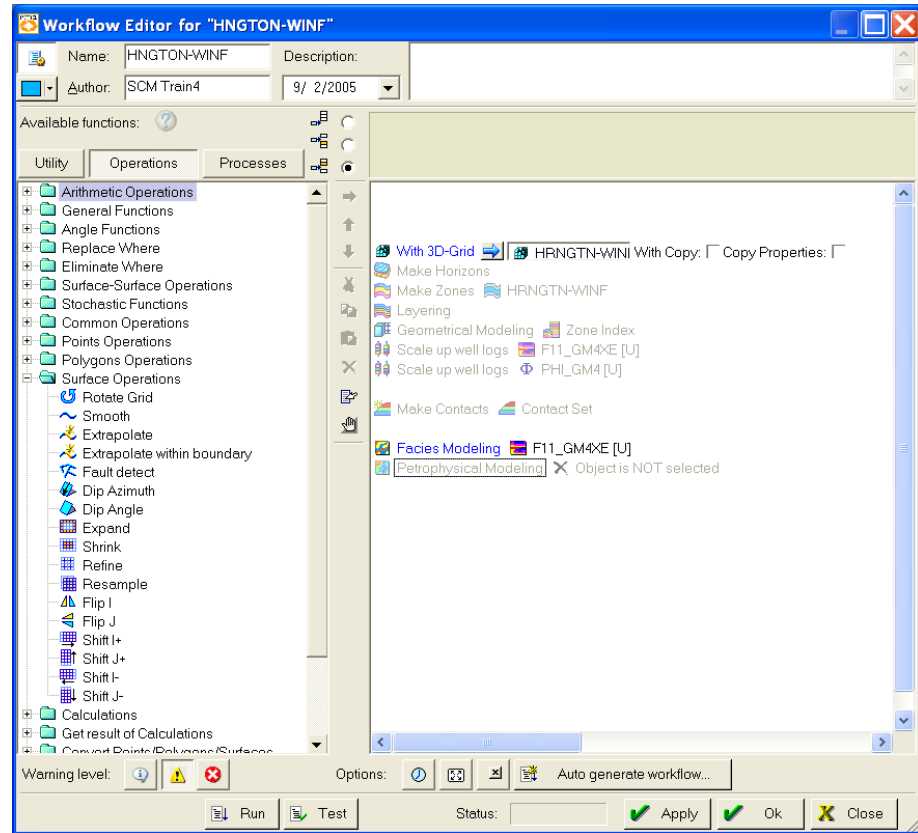 Workflow Editor for "HNGTON-WINF"
Name: HNGTON-WINF Description:
Author: SCM Train4 9/ 2/2005
Available functions:
Utility Operations Processes
Arithmetic Operations
General Functions
Angle Functions
Replace Where
Eliminate Where
Surface-Surface Operations
Stochastic Functions
Common Operations
Points Operations
Polygons Operations
Surface Operations
Rotate Grid
Smooth
Extrapolate
Extrapolate within boundary
Fault detect
Dip Azimuth
Dip Angle
Expand
Shrink
Refine
Resample
Flip I
Flip J
Shift I+
Shift J+
Shift I-
Shift J-
Calculations
Get result of Calculations
Convert Points/Polygons/Surfaces
With 3D-Grid HRNGTN-WINI With Copy: Copy Properties:
Make Horizons
Make Zones HRNGTN-WINF
Layering
Geometrical Modeling Zone Index
Scale up well logs F11_GM4XE [U]
Scale up well logs Φ PHI_GM4 [U]
Make Contacts Contact Set
Facies Modeling F11_GM4XE [U]
Petrophysical Modeling Object is NOT selected
Warning level: Options: Auto generate workflow...
Run Test Status: Apply Ok Close